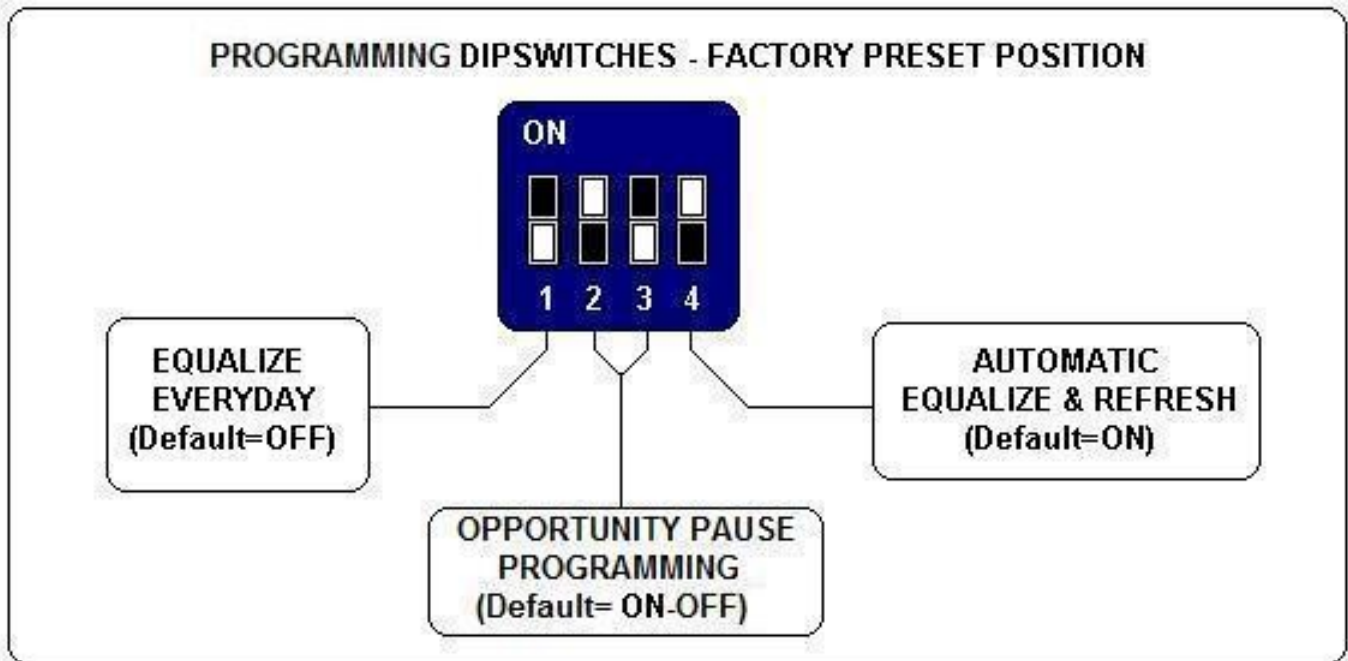 PROGRAMMING DIPSWITCHES - FACTORY PRESET POSITION
ON
1 2 3 4
EQUALIZE
EVERYDAY
(Default=OFF)
OPPORTUNITY PAUSE
PROGRAMMING
(Default= ON-OFF)
AUTOMATIC
EQUALIZE & REFRESH
(Default=ON)